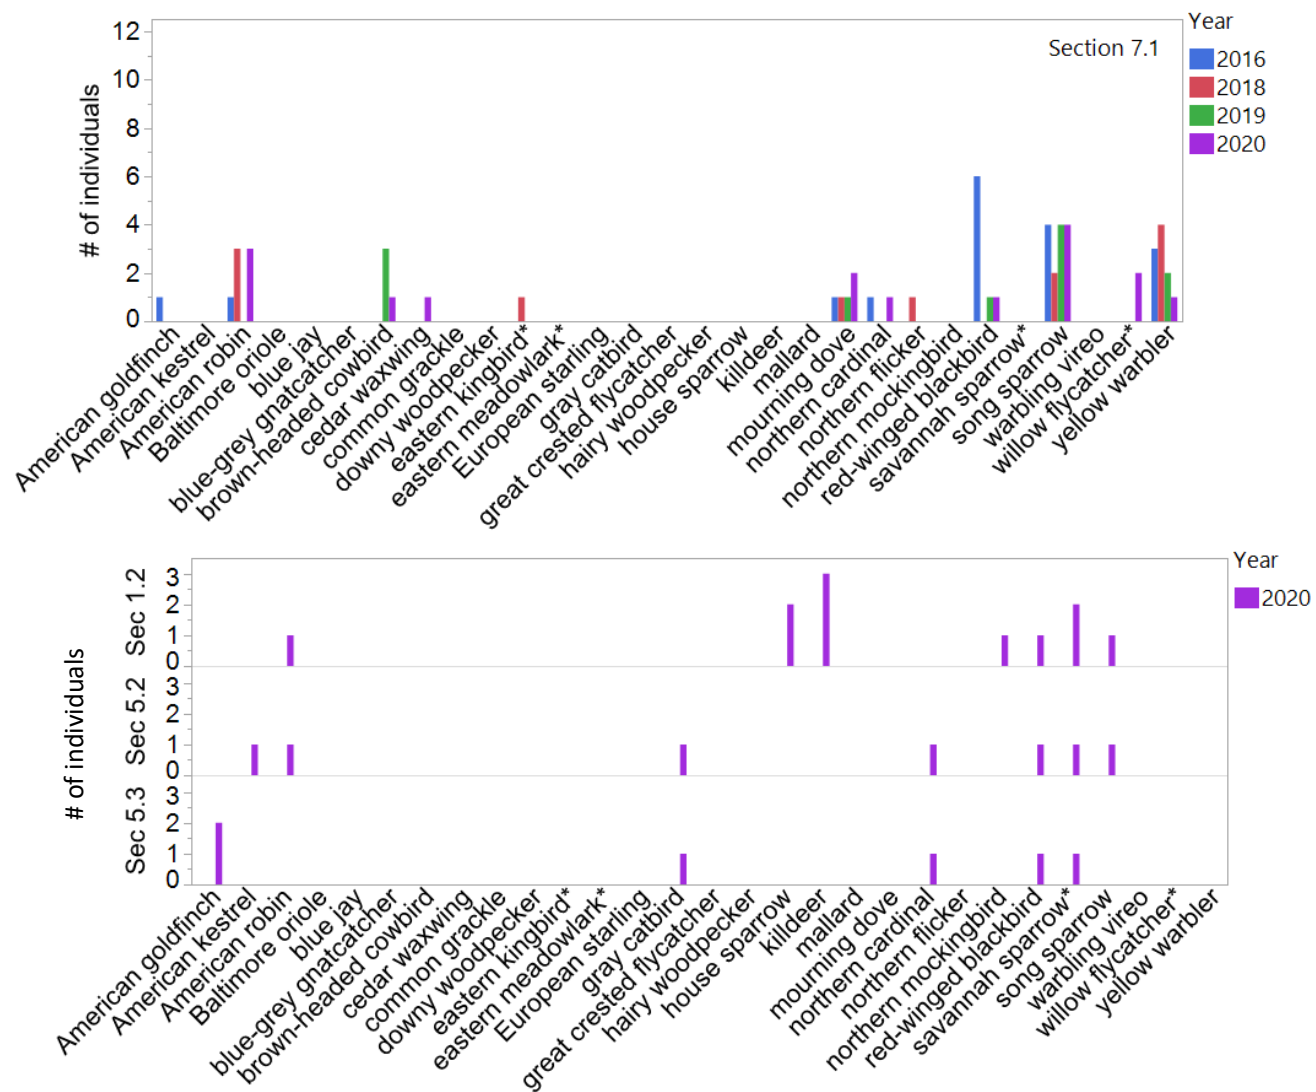 Year
Section 7.1
2016
2018
2019
2020
# of individuals
12
10
8
6
4
2
0
American goldfinch
American kestrel
American robin
Baltimore oriole
blue jay
blue-grey gnatcatcher
brown-headed cowbird
cedar waxwing
common grackle
downy woodpecker
eastern kingbird*
eastern meadowlark*
European starling
gray catbird
great crested flycatcher
hairy woodpecker
house sparrow
killdeer
mallard
mourning dove
northern cardinal
northern flicker
northern mockingbird
red-winged blackbird
savannah sparrow*
song sparrow
warbling vireo
willow flycatcher*
yellow warbler
Year
2020
# of individuals
Sec 1.2
3
2
1
0
Sec 5.2
3
2
1
0
Sec 5.3
3
2
1
0
American goldfinch
American kestrel
American robin
Baltimore oriole
blue jay
blue-grey gnatcatcher
brown-headed cowbird
cedar waxwing
common grackle
downy woodpecker
eastern kingbird*
eastern meadowlark*
European starling
gray catbird
great crested flycatcher
hairy woodpecker
house sparrow
killdeer
mallard
mourning dove
northern cardinal
northern flicker
northern mockingbird
red-winged blackbird
savannah sparrow*
song sparrow
warbling vireo
willow flycatcher*
yellow warbler